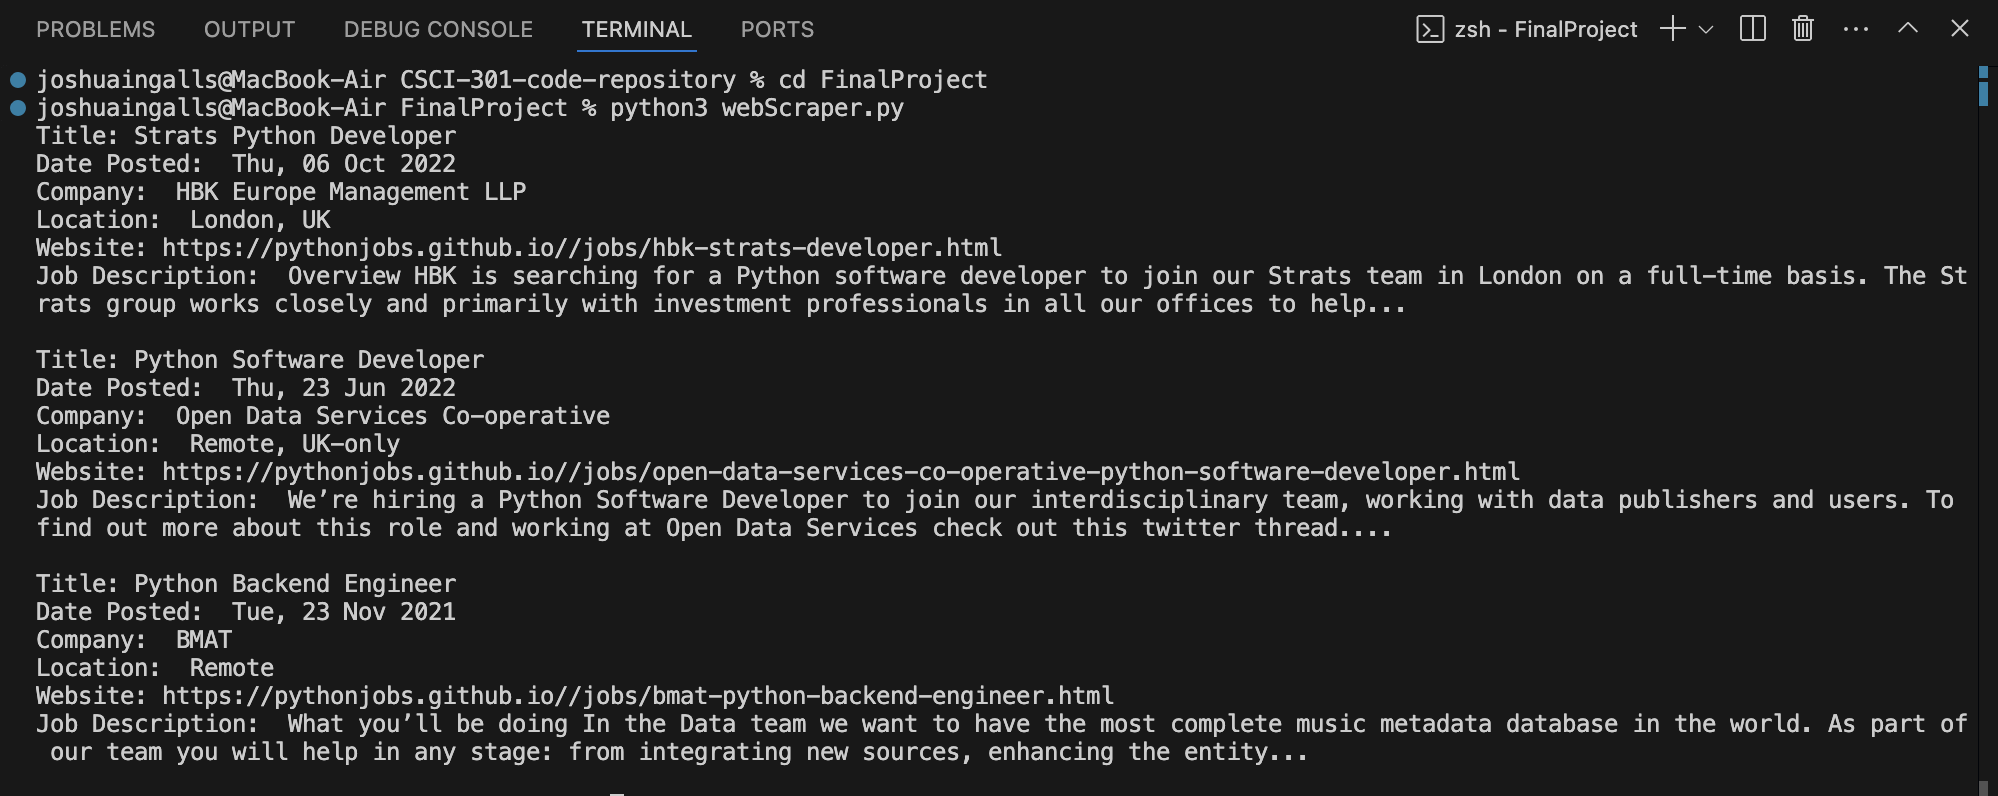 PROBLEMS OUTPUT DEBUG CONSOLE TERMINAL PORTS zsh - FinalProject
joshuaingalls@MacBook-Air CSCI-301-code-repository % cd FinalProject
joshuaingalls@MacBook-Air FinalProject % python3 webScraper.py
Title: Strats Python Developer
Date Posted:  Thu, 06 Oct 2022
Company:  HBK Europe Management LLP
Location:  London, UK
Website: https://pythonjobs.github.io//jobs/hbk-strats-developer.html
Job Description:  Overview HBK is searching for a Python software developer to join our Strats team in London on a full-time basis. The St
rats group works closely and primarily with investment professionals in all our offices to help...
Title: Python Software Developer
Date Posted:  Thu, 23 Jun 2022
Company:  Open Data Services Co-operative
Location:  Remote, UK-only
Website: https://pythonjobs.github.io//jobs/open-data-services-co-operative-python-software-developer.html
Job Description:  We’re hiring a Python Software Developer to join our interdisciplinary team, working with data publishers and users. To
find out more about this role and working at Open Data Services check out this twitter thread....
Title: Python Backend Engineer
Date Posted:  Tue, 23 Nov 2021
Company:  BMAT
Location:  Remote
Website: https://pythonjobs.github.io//jobs/bmat-python-backend-engineer.html
Job Description:  What you’ll be doing In the Data team we want to have the most complete music metadata database in the world. As part of
 our team you will help in any stage: from integrating new sources, enhancing the entity...